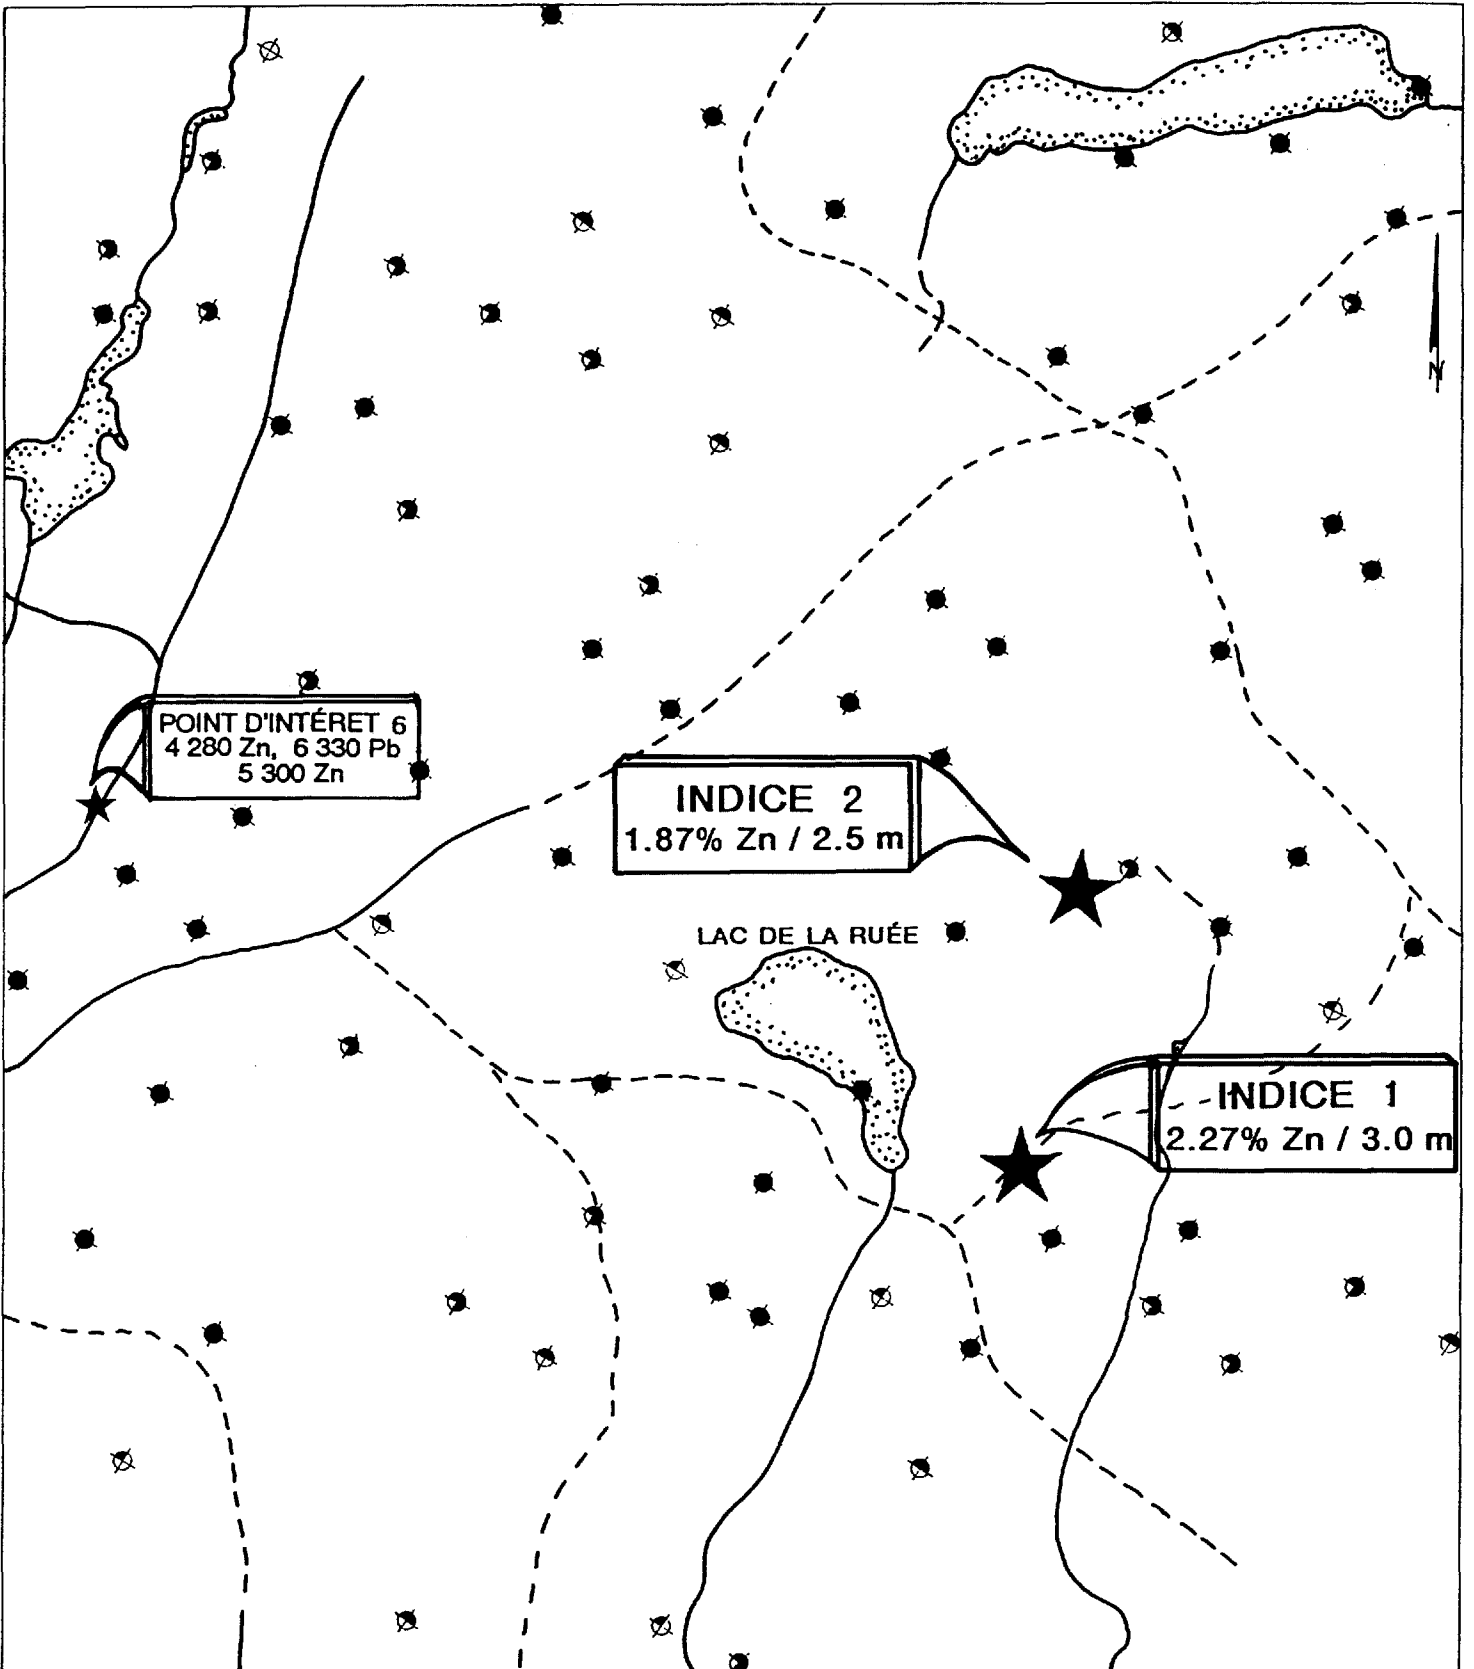 N
POINT D'INTÉRET 6
4 280 Zn, 6 330 Pb
5 300 Zn
INDICE 2
1.87% Zn / 2.5 m
LAC DE LA RUÉE
INDICE 1
2.27% Zn / 3.0 m